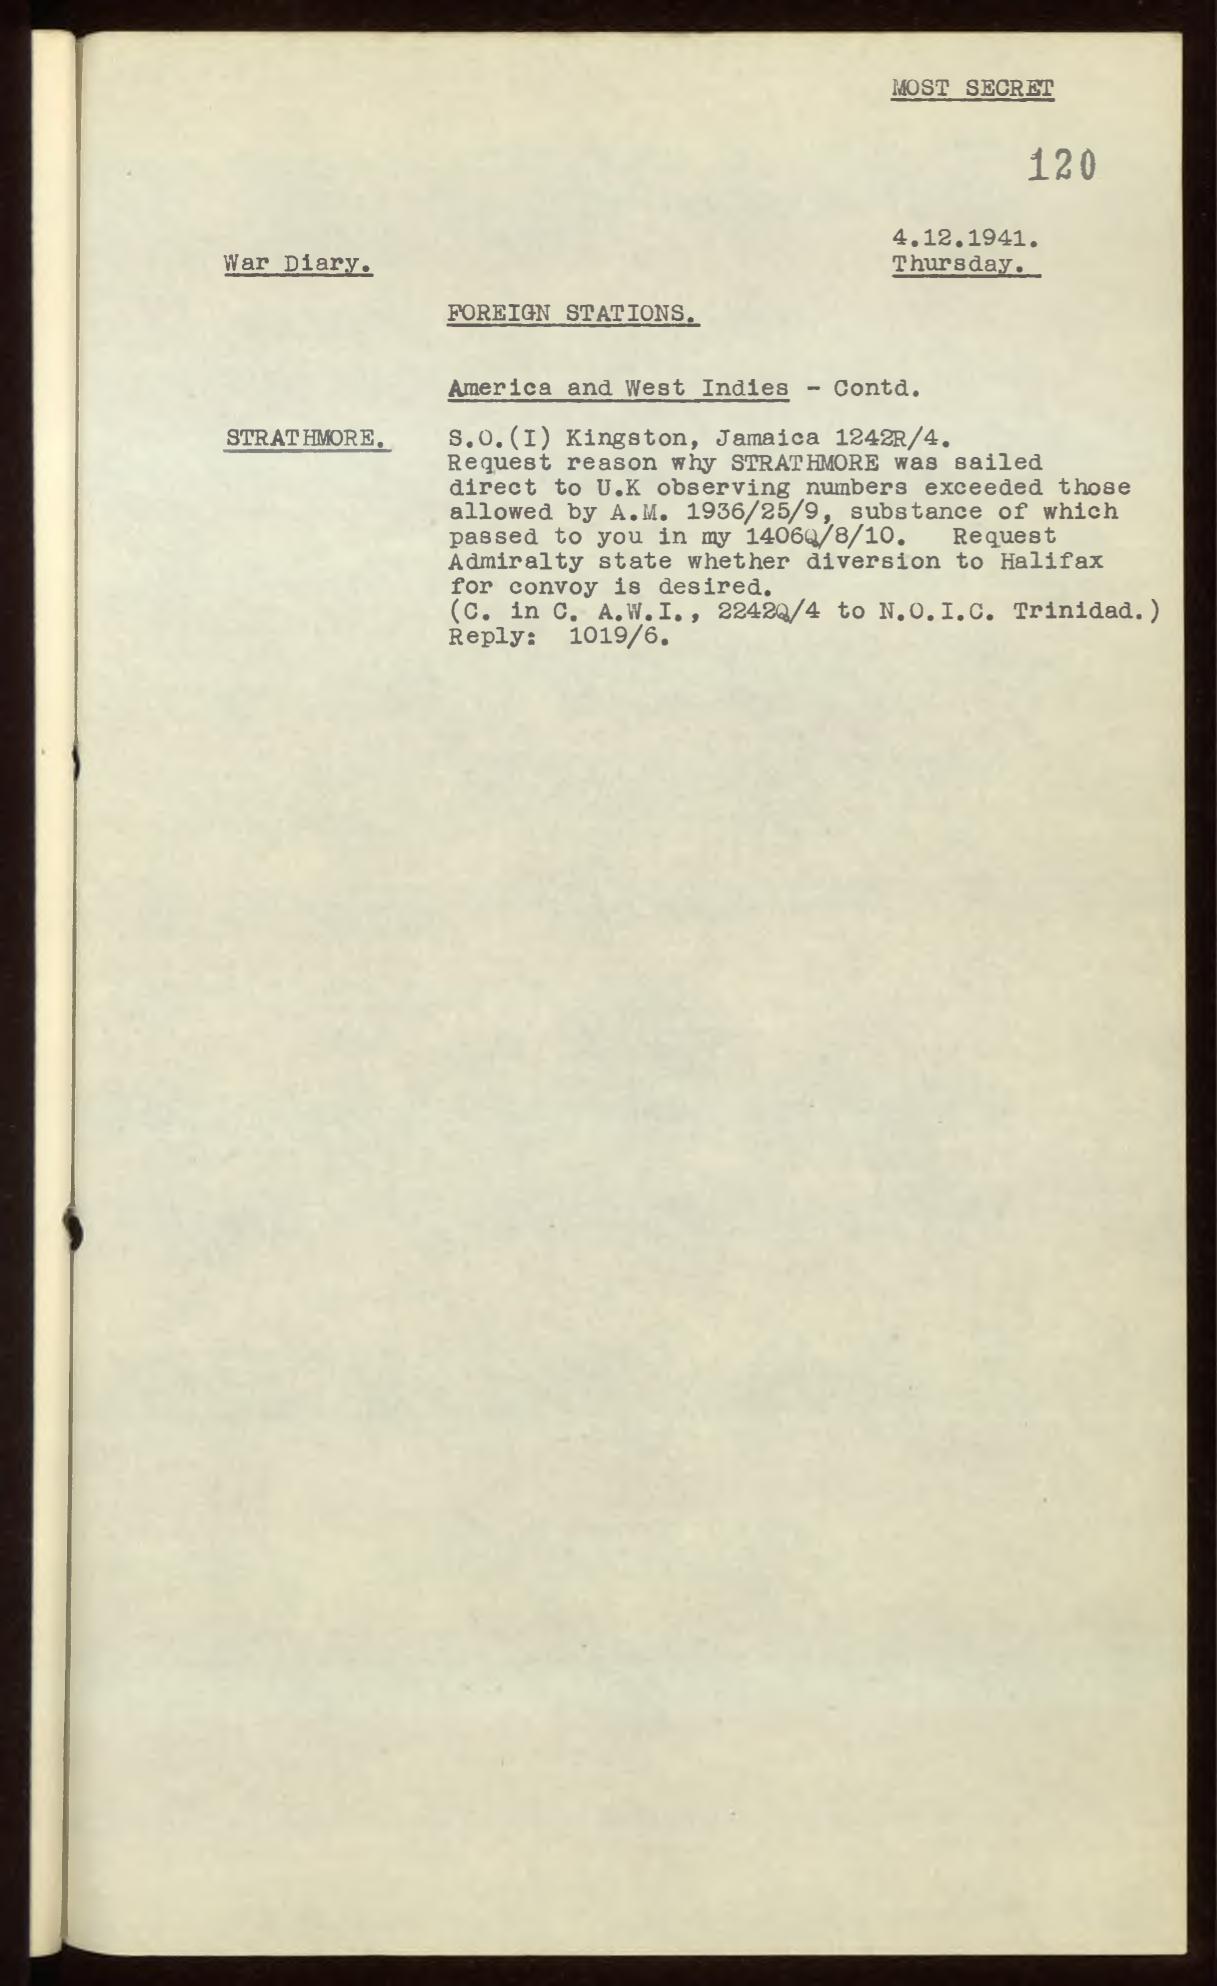 MOST SECRET
120
4.12.1941.
War Diary.
Thursday.
FOREIGN STATIONS.
America and West Indies - Contd.
STRATHMORE.
S.O.(I) Kingston, Jamaica 1242R/4.
Request reason why STRATHMORE was sailed
direct to U.K observing numbers exceeded those
allowed by A.M. 1936/25/9, substance of which
passed to you in my 1406Q/8/10. Request
Admiralty state whether diversion to Halifax
for convoy is desired.
(C. in C. A.W.I., 2242Q/4 to N.O.I.C. Trinidad.)
Reply: 1019/6.